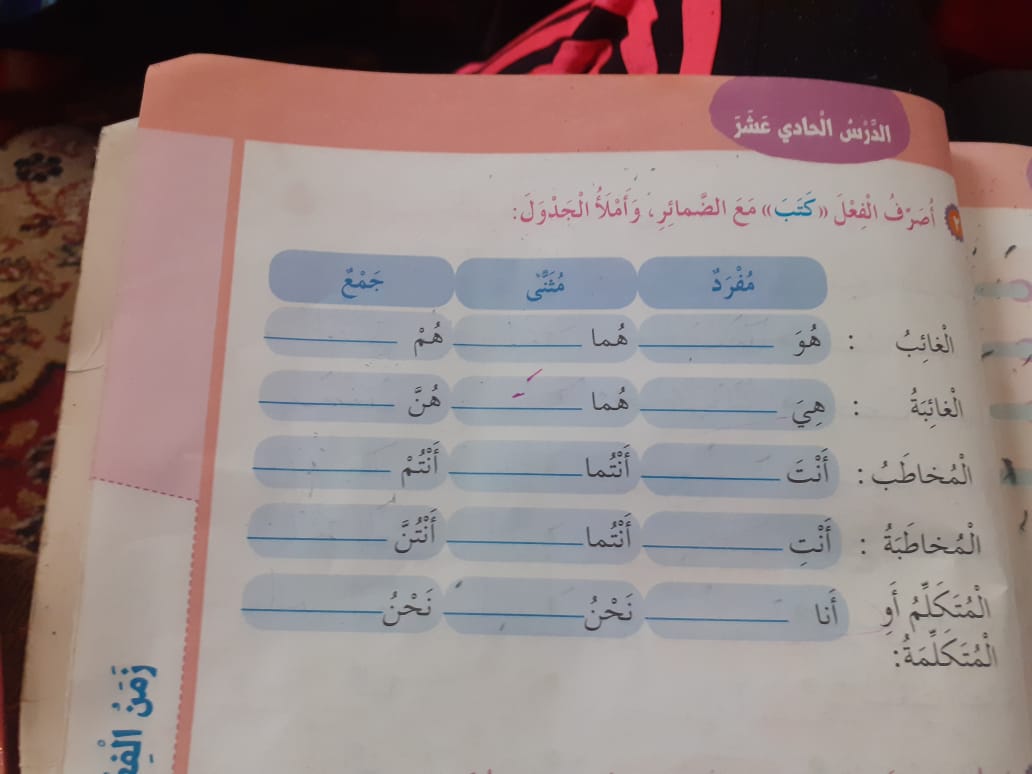 الدَّرْسُ الْحادي عَشَرَ
٢ أُصَرِّفُ الْفِعْلَ «كَتَبَ» مَعَ الضَّمائِرِ، وَأَمْلَأُ الْجَدْوَلَ:
مُفْرَدٌ مُثَنًّى جَمْعٌ
الْغائِبُ : هُوَ هُما هُمْ
الْغائِبَةُ : هِيَ هُما هُنَّ
الْمُخاطَبُ : أَنْتَ أَنْتُما أَنْتُمْ
الْمُخاطَبَةُ : أَنْتِ أَنْتُما أَنْتُنَّ
الْمُتَكَلِّمُ أَوِ أَنا نَحْنُ نَحْنُ
الْمُتَكَلِّمَةُ:
زَمَنُ